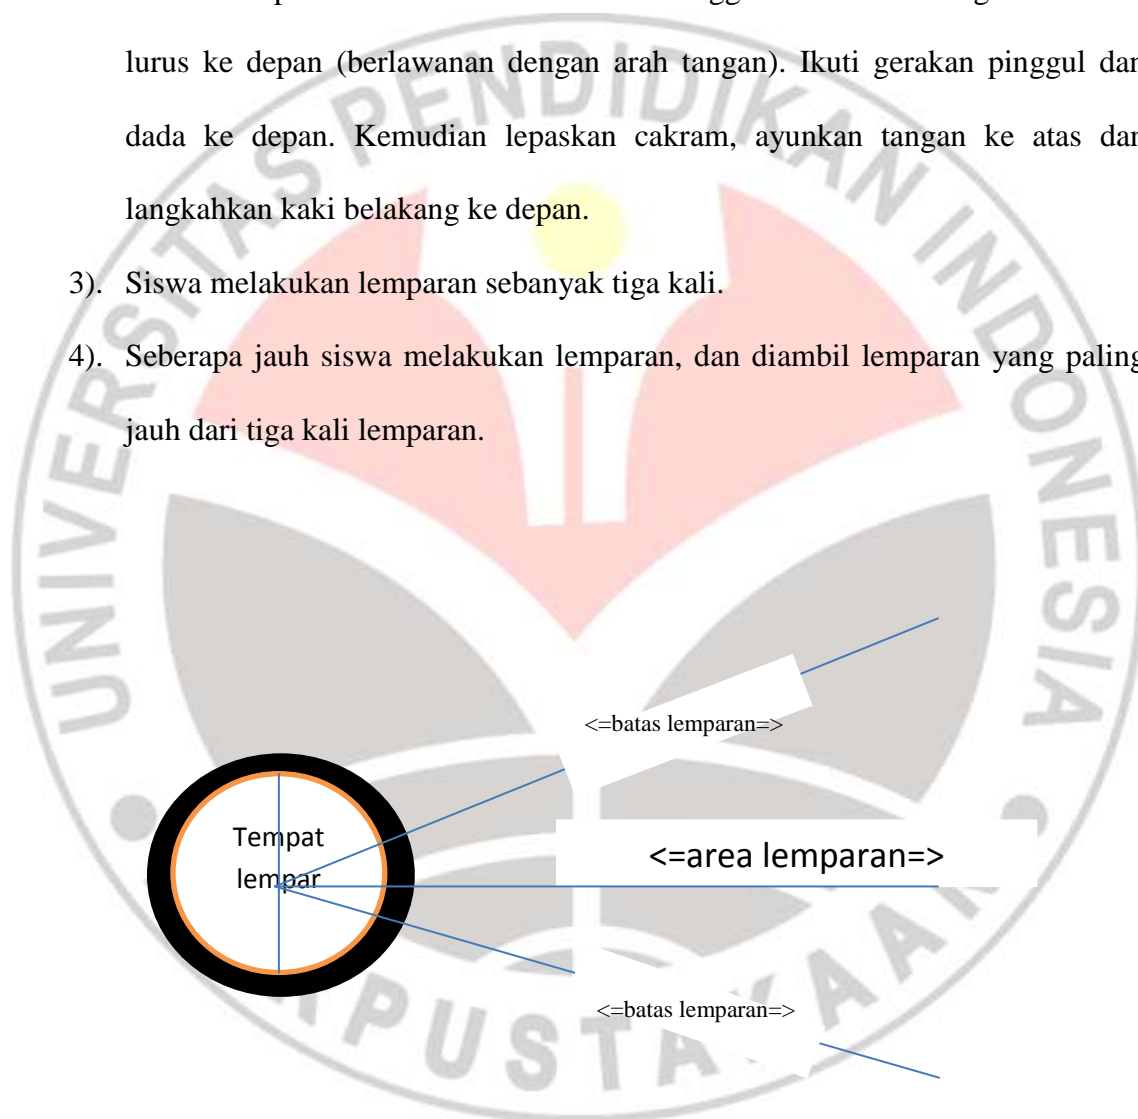 lurus ke depan (berlawanan dengan arah tangan). Ikuti gerakan pinggul dan
dada ke depan. Kemudian lepaskan cakram, ayunkan tangan ke atas dan
langkahkan kaki belakang ke depan.
3). Siswa melakukan lemparan sebanyak tiga kali.
4). Seberapa jauh siswa melakukan lemparan, dan diambil lemparan yang paling
jauh dari tiga kali lemparan.
<=batas lemparan=>
Tempat
lempar
<=area lemparan=>
<=batas lemparan=>
UNIVERSITAS PENDIDIKAN INDONESIA